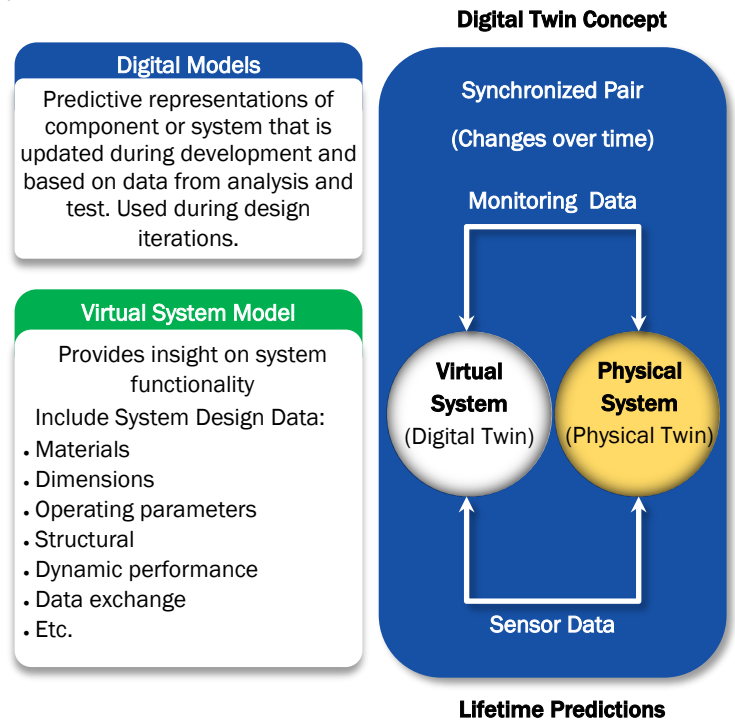 Digital Twin Concept
Digital Models
Predictive representations of
component or system that is
updated during development and
based on data from analysis and
test. Used during design
iterations.
Virtual System Model
Provides insight on system
functionality
Include System Design Data:
• Materials
• Dimensions
• Operating parameters
• Structural
• Dynamic performance
• Data exchange
• Etc.
Synchronized Pair
(Changes over time)
Monitoring Data
Virtual
System
(Digital Twin)
Physical
System
(Physical Twin)
Sensor Data
Lifetime Predictions